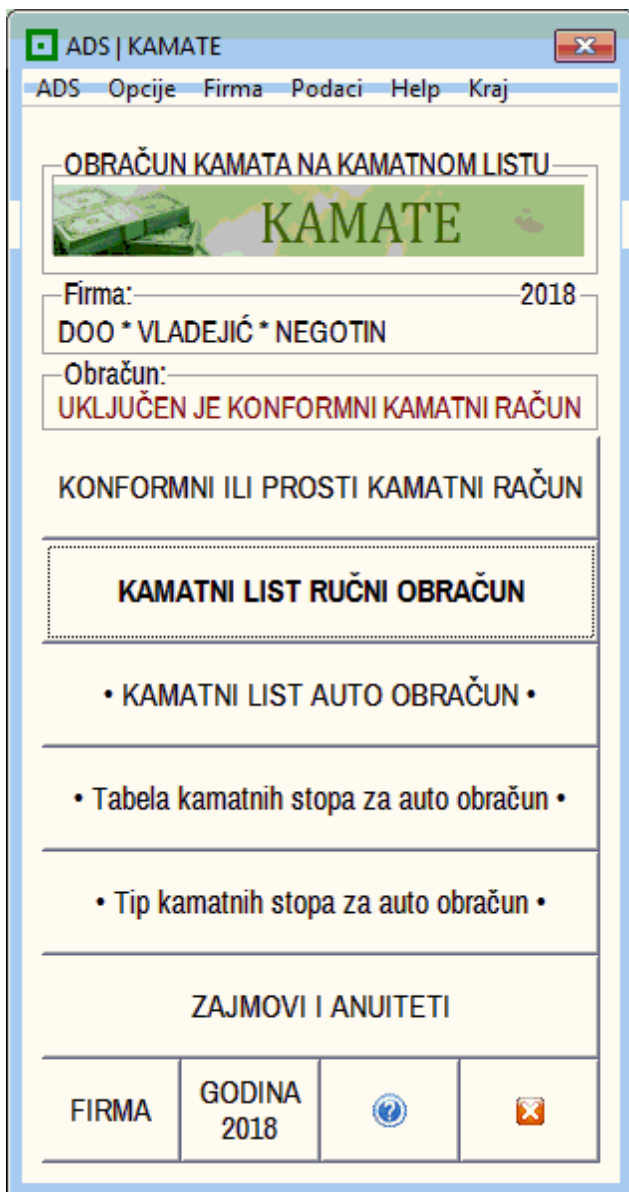 ADS | KAMATE
ADS Opcije Firma Podaci Help Kraj
OBRAČUN KAMATA NA KAMATNOM LISTU
KAMATE
Firma: 2018
DOO * VLADEJIĆ * NEGOTIN
Obračun:
UKLJUČEN JE KONFORMNI KAMATNI RAČUN
KONFORMNI ILI PROSTI KAMATNI RAČUN
KAMATNI LIST RUČNI OBRAČUN
• KAMATNI LIST AUTO OBRAČUN •
• Tabela kamatnih stopa za auto obračun •
• Tip kamatnih stopa za auto obračun •
ZAJMOVI I ANUITETI
FIRMA
GODINA
2018